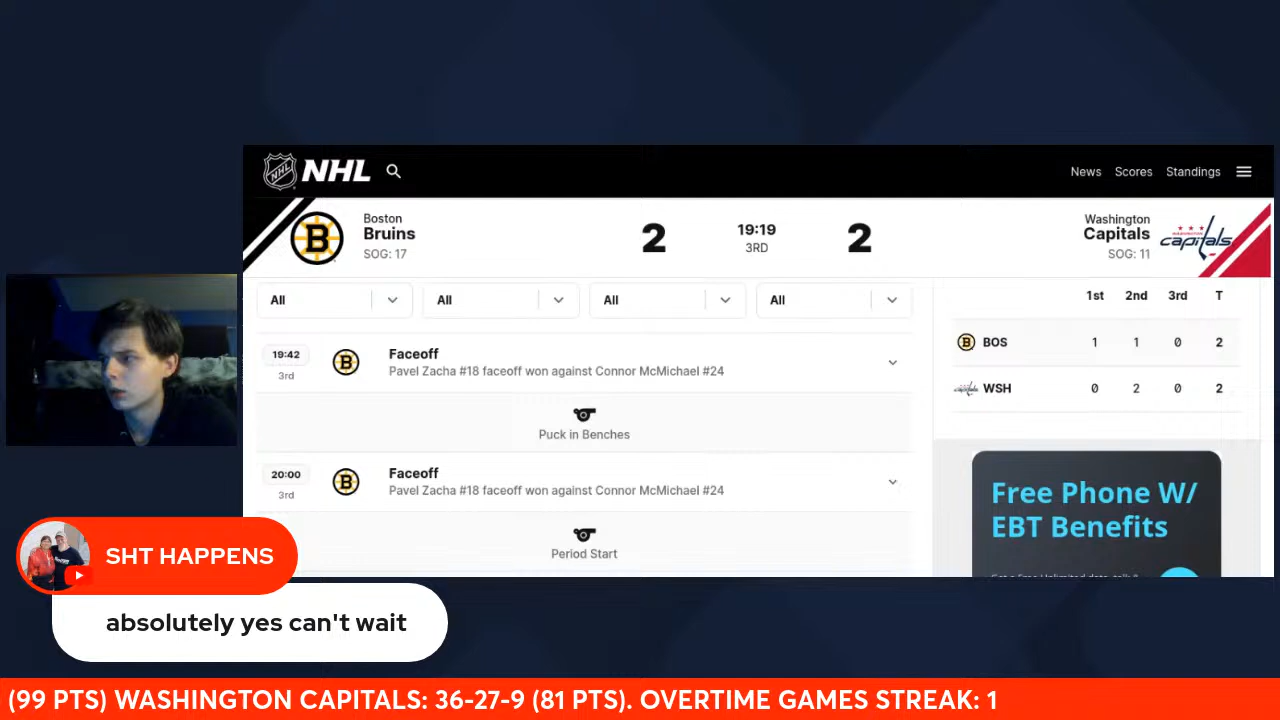 NHL NHL
News Scores Standings
Boston
Bruins
SOG: 17
2
19:19
3RD
2
Washington
Capitals
SOG: 11
capitals
B
All All All All
1st 2nd 3rd T
B BOS 1 1 0 2
WSH 0 2 0 2
19:42
3rd
B
Faceoff
Pavel Zacha #18 faceoff won against Connor McMichael #24
Puck in Benches
20:00
3rd
B
Faceoff
Pavel Zacha #18 faceoff won against Connor McMichael #24
Period Start
Free Phone W/
EBT Benefits
SHT HAPPENS
absolutely yes can't wait
(99 PTS) WASHINGTON CAPITALS: 36-27-9 (81 PTS). OVERTIME GAMES STREAK: 1